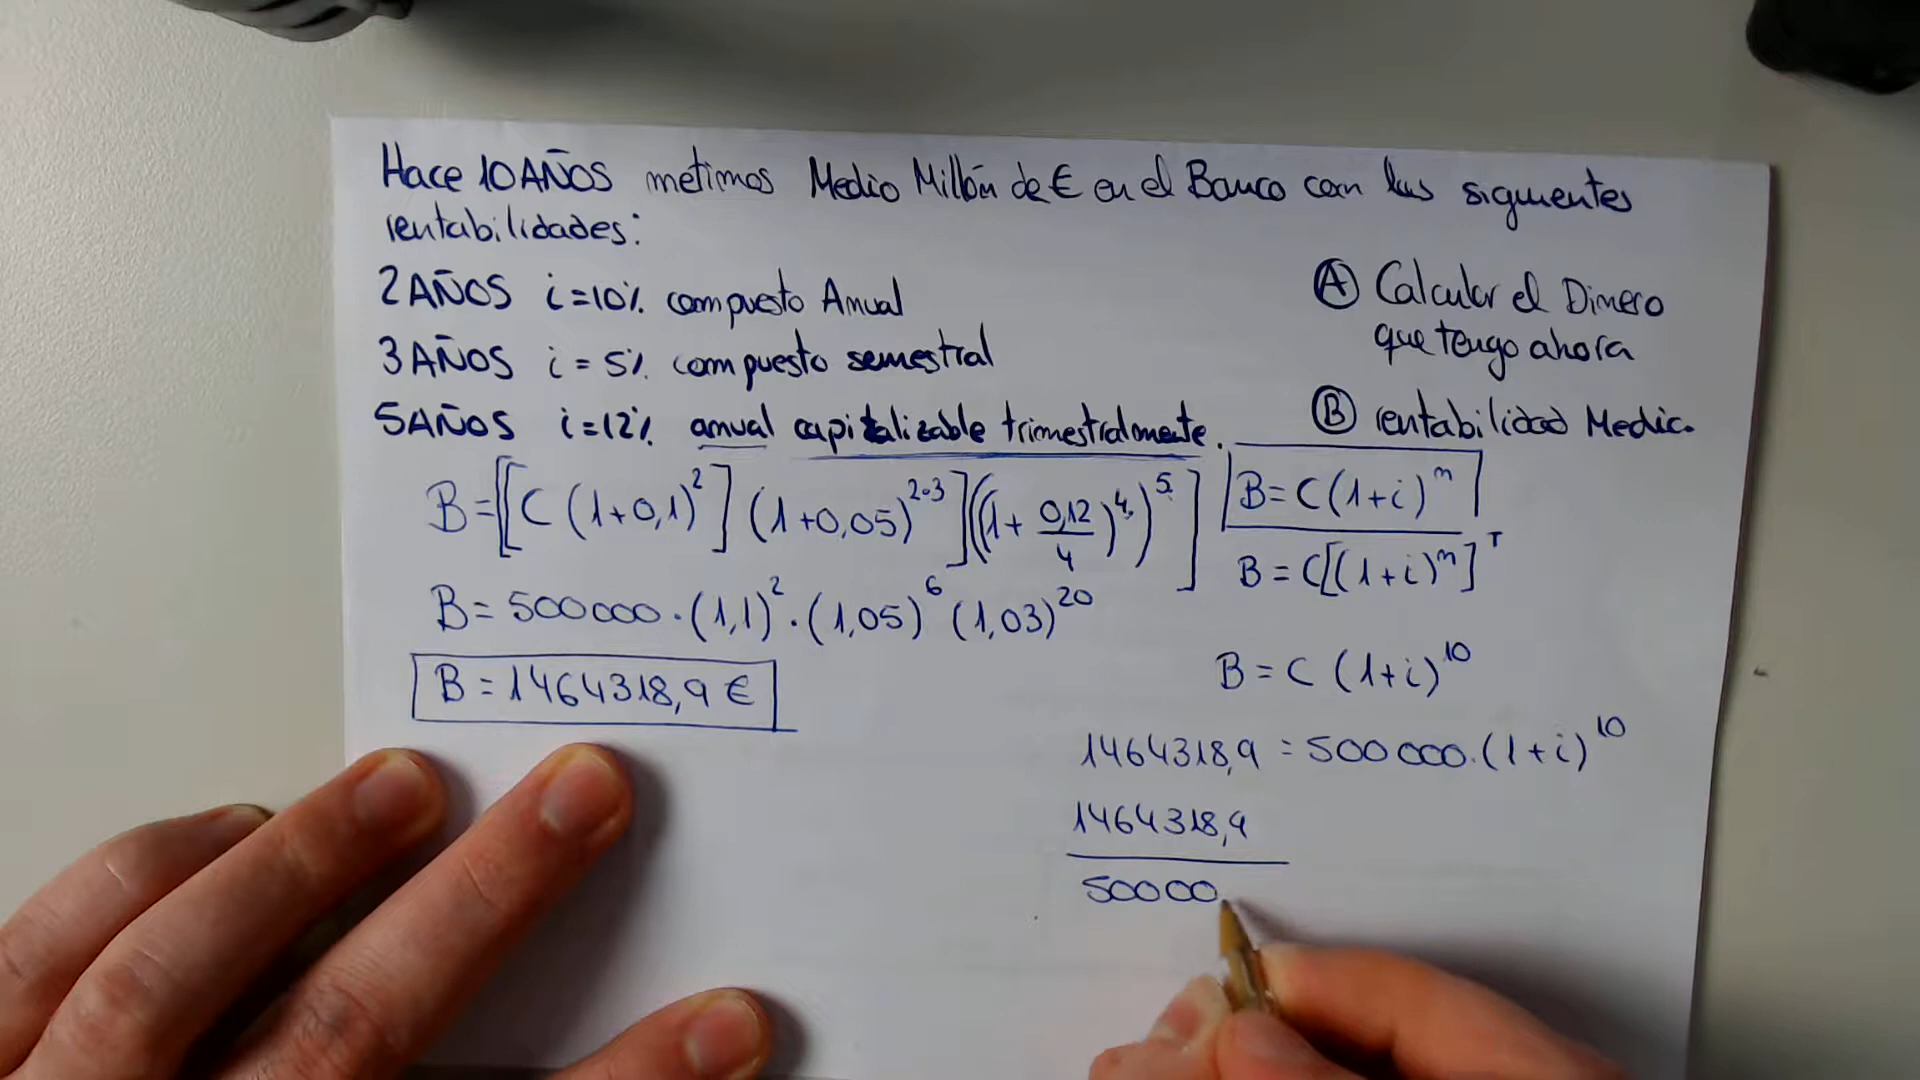 Hace 10 AÑOS metimos Medio Millón de € en el Banco con las siguientes
rentabilidades:
2 AÑOS i=10% compuesto Anual
3 AÑOS i=5% compuesto semestral
5 AÑOS i=12% anual capitalizable trimestralmente.
Ⓐ Calcular el Dinero
que tengo ahora
Ⓑ rentabilidad Media.
B=[[C(1+0,1)²](1+0,05)^2·3]((1+0,12/4)^4)^5]
B=500000·(1,1)²·(1,05)^6(1,03)^20
B=1464318,9€
B=C(1+i)^n
B=C[(1+i)^n]^T
B=C(1+i)^10
1464318,9=500000·(1+i)^10
1464318,9
50000